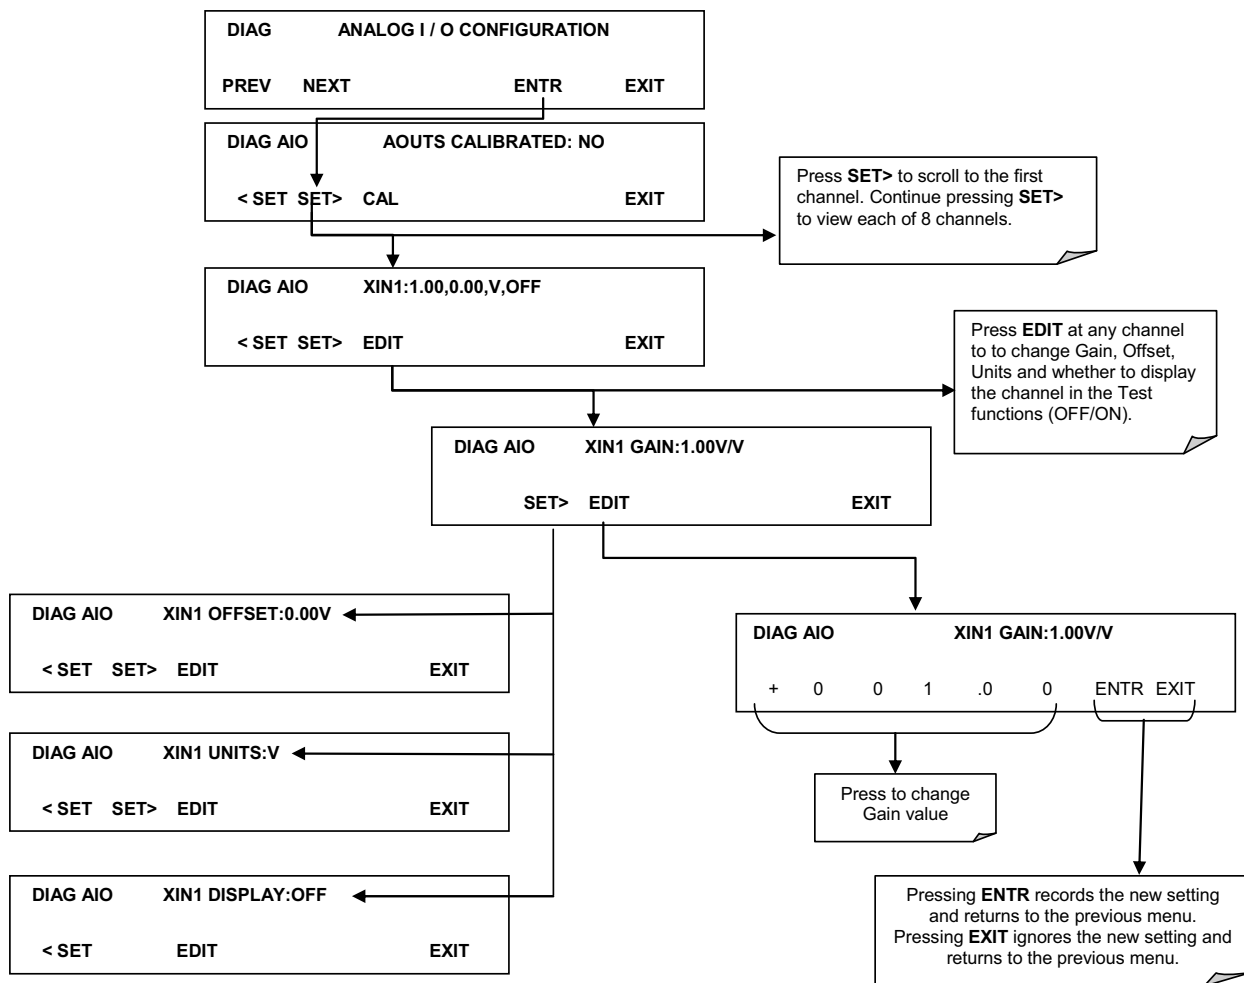 DIAG ANALOG I / O CONFIGURATION
PREV NEXT ENTR EXIT
DIAG AIO AOUTS CALIBRATED: NO
< SET SET> CAL EXIT
Press SET> to scroll to the first
channel. Continue pressing SET>
to view each of 8 channels.
DIAG AIO XIN1:1.00,0.00,V,OFF
< SET SET> EDIT EXIT
Press EDIT at any channel
to to change Gain, Offset,
Units and whether to display
the channel in the Test
functions (OFF/ON).
DIAG AIO XIN1 GAIN:1.00V/V
SET> EDIT EXIT
DIAG AIO XIN1 OFFSET:0.00V
< SET SET> EDIT EXIT
DIAG AIO XIN1 GAIN:1.00V/V
+ 0 0 1 .0 0 ENTR EXIT
DIAG AIO XIN1 UNITS:V
< SET SET> EDIT EXIT
Press to change
Gain value
DIAG AIO XIN1 DISPLAY:OFF
< SET EDIT EXIT
Pressing ENTR records the new setting
and returns to the previous menu.
Pressing EXIT ignores the new setting and
returns to the previous menu.